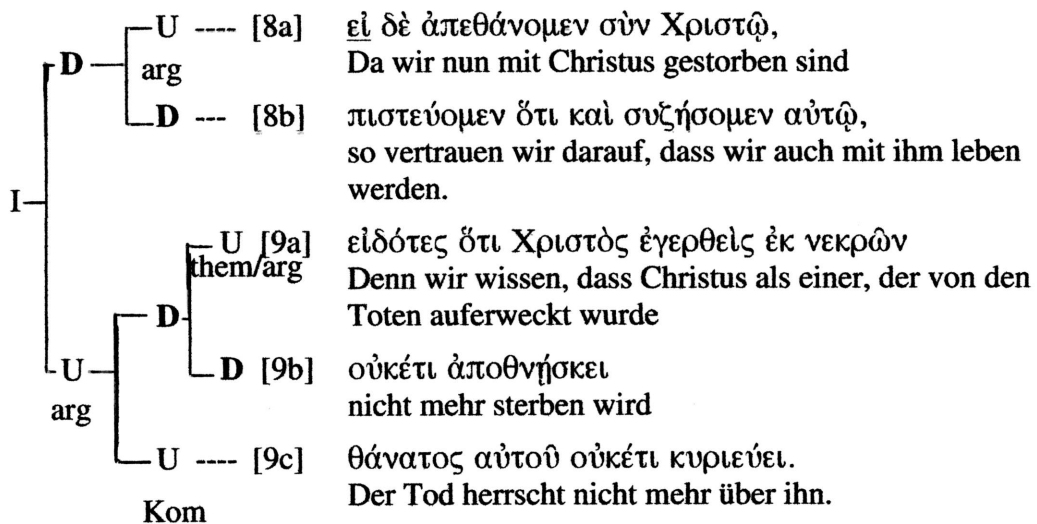 U ---- [8a] εἰ δὲ ἀπεθάνομεν σὺν Χριστῷ,
D arg Da wir nun mit Christus gestorben sind
D --- [8b] πιστεύομεν ὅτι καὶ συζήσομεν αὐτῷ,
so vertrauen wir darauf, dass wir auch mit ihm leben
werden.
I
U [9a] εἰδότες ὅτι Χριστὸς ἐγερθεὶς ἐκ νεκρῶν
them/arg Denn wir wissen, dass Christus als einer, der von den
D Toten auferweckt wurde
U D [9b] οὐκέτι ἀποθνῄσκει
arg nicht mehr sterben wird
U ---- [9c] θάνατος αὐτοῦ οὐκέτι κυριεύει.
Der Tod herrscht nicht mehr über ihn.
Kom